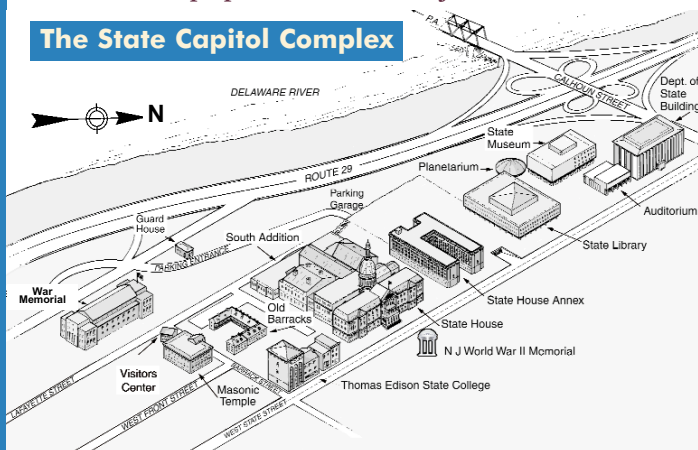 The State Capitol Complex
P.A.
DELAWARE RIVER
N
CALHOUN STREET
Dept. of
State
Building
State
Museum
Planetarium
ROUTE 29
Parking
Garage
Auditorium
Guard
House
South Addition
State Library
PARKING ENTRANCE
War
Memorial
State House Annex
Old
Barracks
State House
N J World War II Memorial
Visitors
Center
Masonic
Temple
BARRACK STREET
Thomas Edison State College
LAFAYETTE STREET
WEST FRONT STREET
WEST STATE STREET